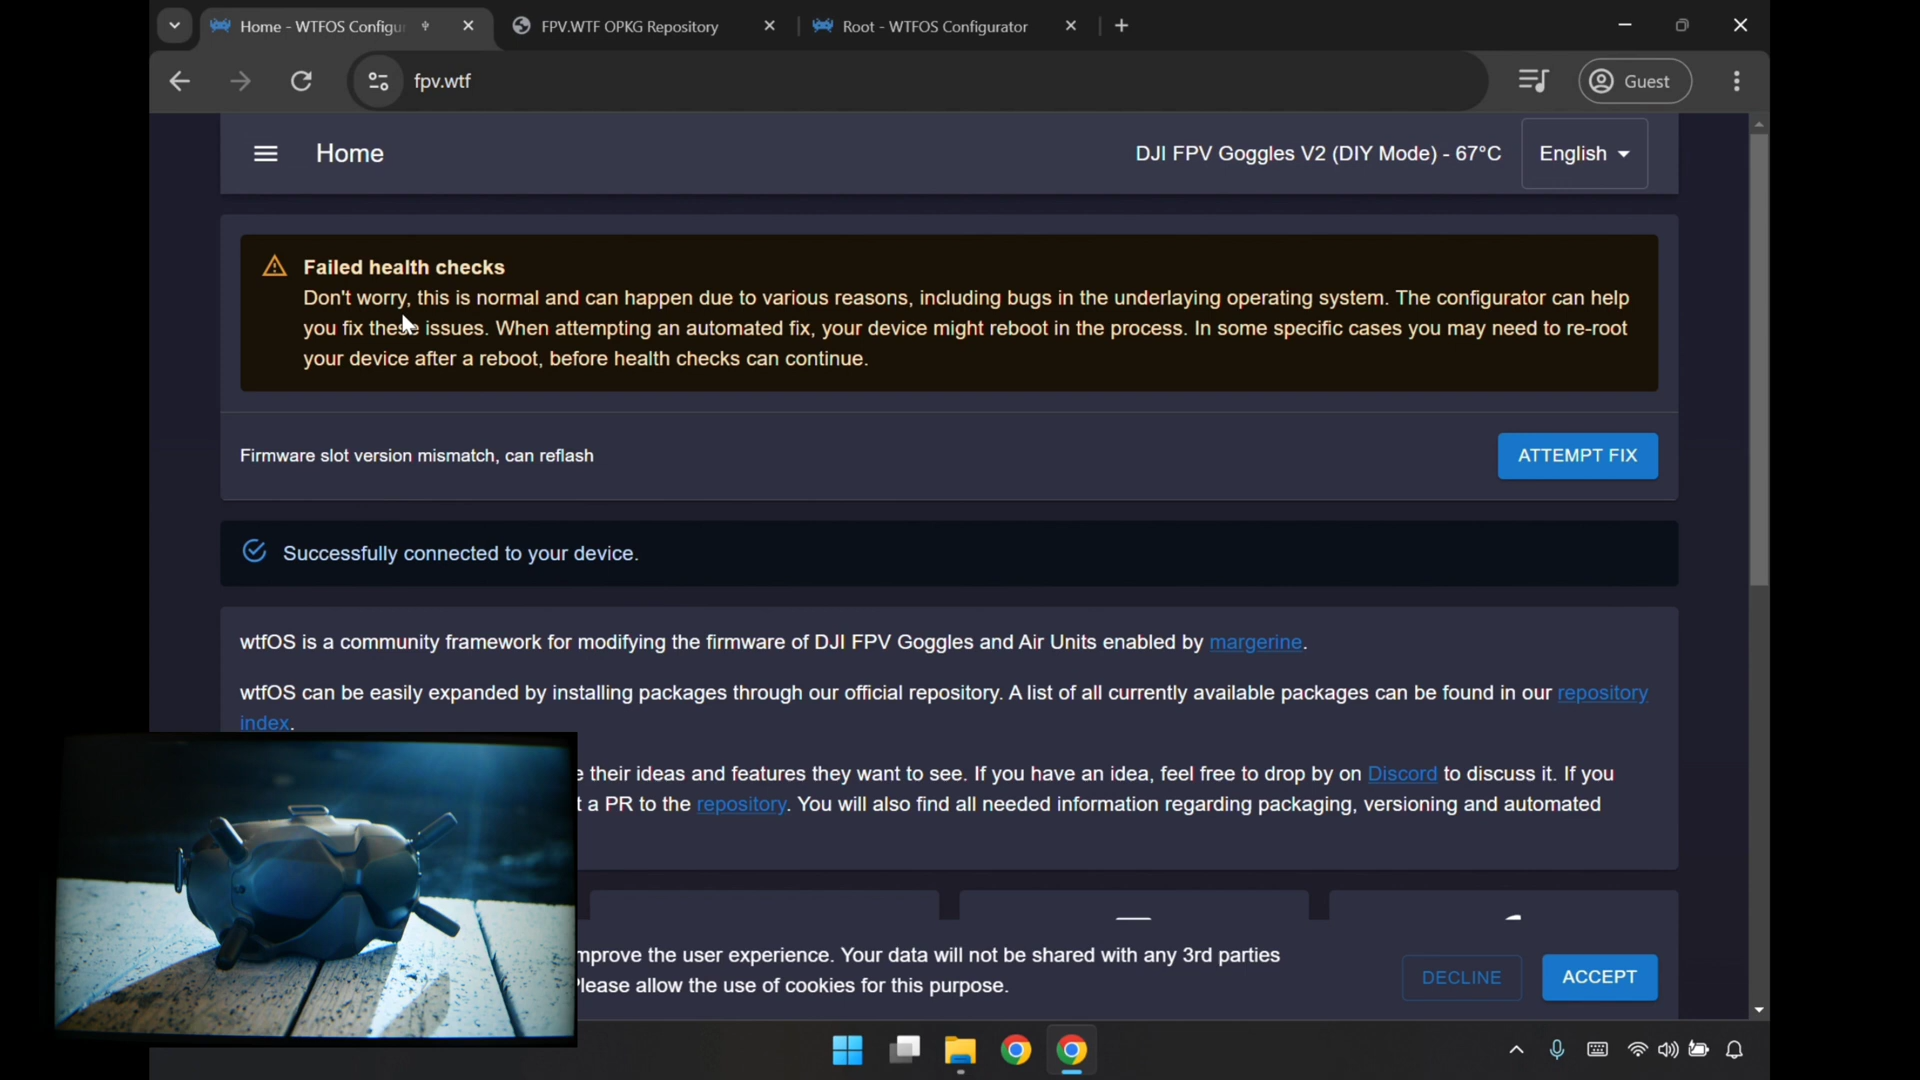 Home - WTFOS Configu
FPV.WTF OPKG Repository
Root - WTFOS Configurator
fpv.wtf
Guest
Home
DJI FPV Goggles V2 (DIY Mode) - 67°C
English
Failed health checks
Don't worry, this is normal and can happen due to various reasons, including bugs in the underlaying operating system. The configurator can help
you fix these issues. When attempting an automated fix, your device might reboot in the process. In some specific cases you may need to re-root
your device after a reboot, before health checks can continue.
Firmware slot version mismatch, can reflash
ATTEMPT FIX
Successfully connected to your device.
wtfOS is a community framework for modifying the firmware of DJI FPV Goggles and Air Units enabled by margerine.
wtfOS can be easily expanded by installing packages through our official repository. A list of all currently available packages can be found in our repository
index.
e their ideas and features they want to see. If you have an idea, feel free to drop by on Discord to discuss it. If you
t a PR to the repository. You will also find all needed information regarding packaging, versioning and automated
mprove the user experience. Your data will not be shared with any 3rd parties
Please allow the use of cookies for this purpose.
DECLINE
ACCEPT